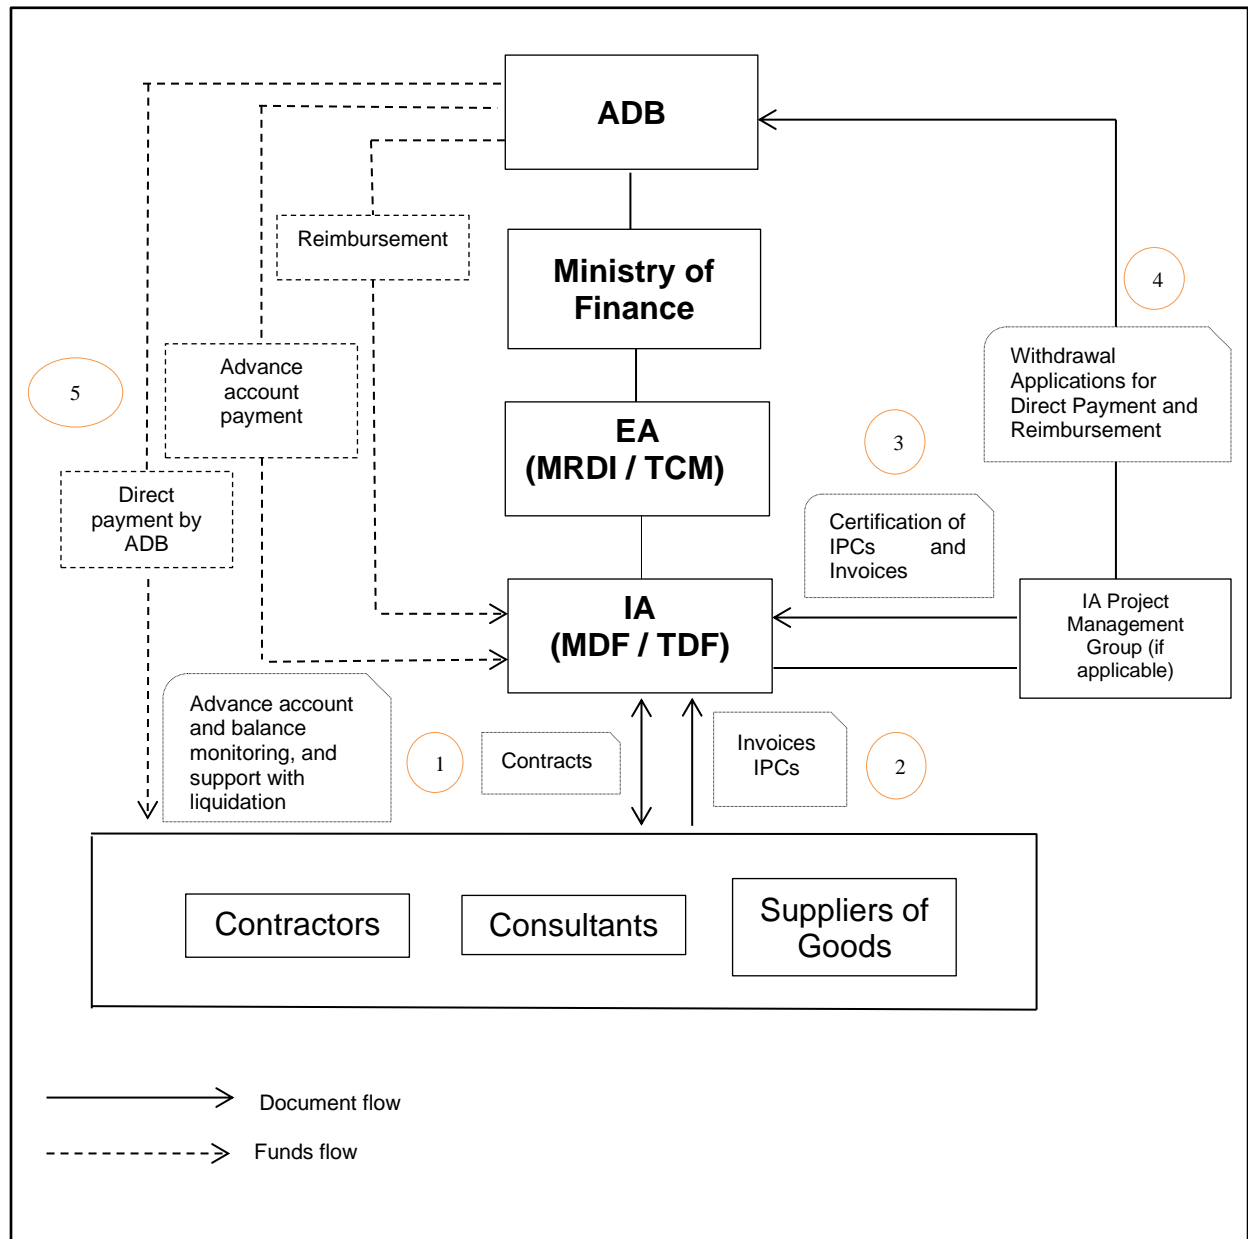 ADB
Reimbursement
Ministry of
Finance
4
Withdrawal
Applications for
Direct Payment and
Reimbursement
Advance
account
payment
5
EA
(MRDI / TCM)
3
Direct
payment by
ADB
Certification of
IPCs and
Invoices
IA
(MDF / TDF)
IA Project
Management
Group (if
applicable)
Advance account
and balance
monitoring, and
support with
liquidation
1
Contracts
Invoices
IPCs
2
Contractors
Consultants
Suppliers of
Goods
Document flow
Funds flow